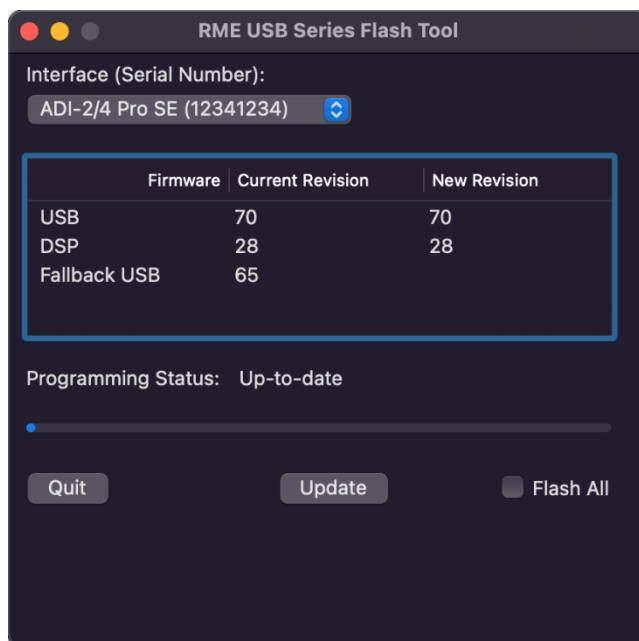 RME USB Series Flash Tool
Interface (Serial Number):
ADI-2/4 Pro SE (12341234)
Firmware Current Revision New Revision
USB 70 70
DSP 28 28
Fallback USB 65
Programming Status: Up-to-date
Quit Update Flash All